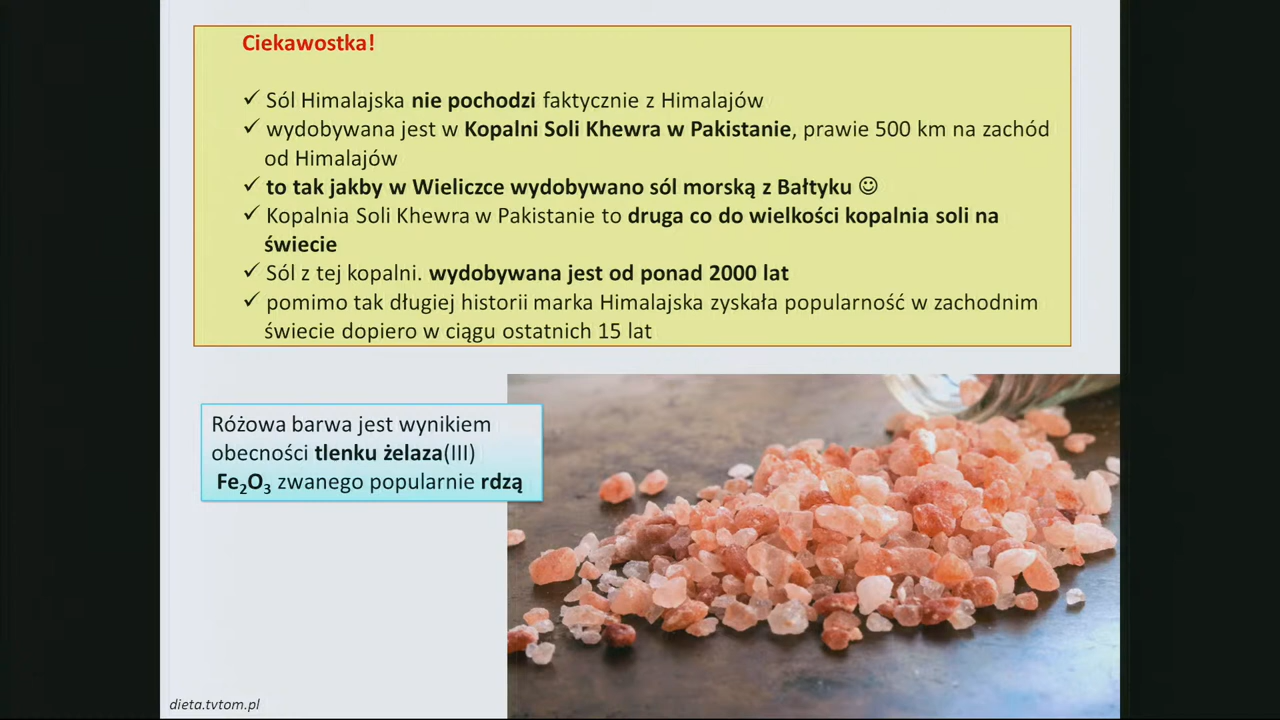 Ciekawostka!
✓ Sól Himalajska nie pochodzi faktycznie z Himalajów
✓ wydobywana jest w Kopalni Soli Khewra w Pakistanie, prawie 500 km na zachód
od Himalajów
✓ to tak jakby w Wieliczce wydobywano sól morską z Bałtyku ☺
✓ Kopalnia Soli Khewra w Pakistanie to druga co do wielkości kopalnia soli na
świecie
✓ Sól z tej kopalni. wydobywana jest od ponad 2000 lat
✓ pomimo tak długiej historii marka Himalajska zyskała popularność w zachodnim
świecie dopiero w ciągu ostatnich 15 lat
Różowa barwa jest wynikiem
obecności tlenku żelaza(III)
Fe₂O₃ zwanego popularnie rdzą
dieta.tvtom.pl